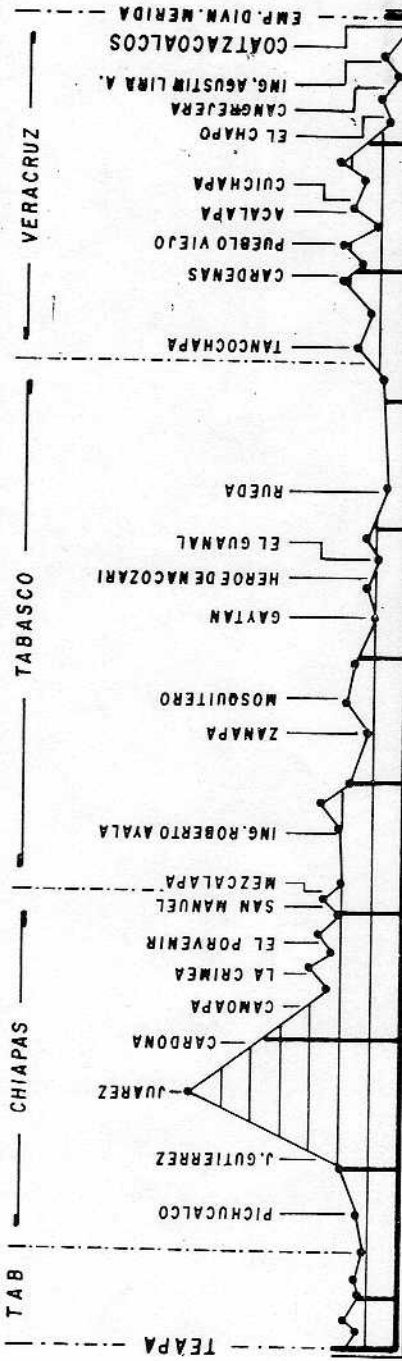 EMP. DIVN. MERIDA
COATZACOALCOS
ING. AGUSTIN LIRA A.
CANGREJERA
EL CHAPO
CUICHAPA
ACALAPA
PUEBLO VIEJO
CARDENAS
TANCOCHAPA
RUEDA
EL GUANAL
HEROE DE NACOZARI
GAYTAN
MOSQUITERO
ZANAPA
ING. ROBERTO AYALA
MEZCALAPA
SAN MANUEL
EL PORVENIR
LA CRIMEA
CAMOAPA
CARDONA
JUAREZ
J. GUTIERREZ
PICHUCALCO
TEAPA
VERACRUZ
TABASCO
CHIAPAS
TAB